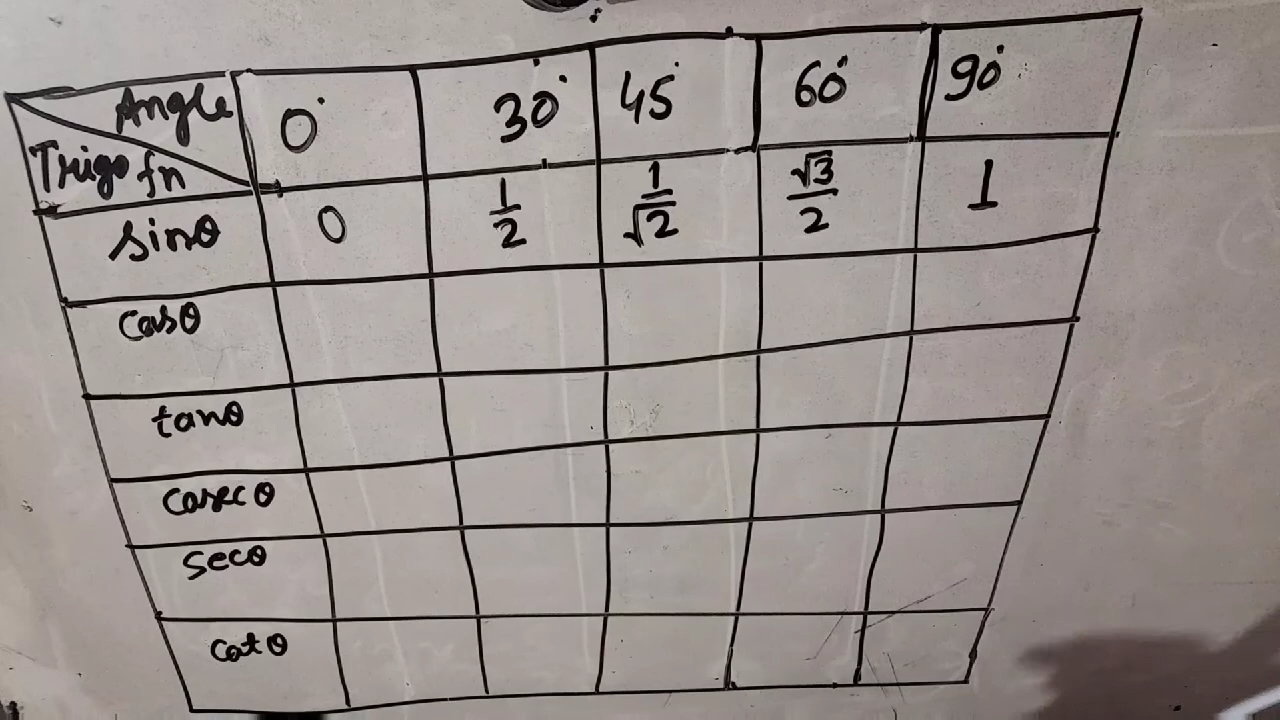 Angle 0° 30° 45° 60° 90°
Trigo fn
sinθ 0 1/2 1/√2 √3/2 1
cosθ
tanθ
cosecθ
secθ
cotθ